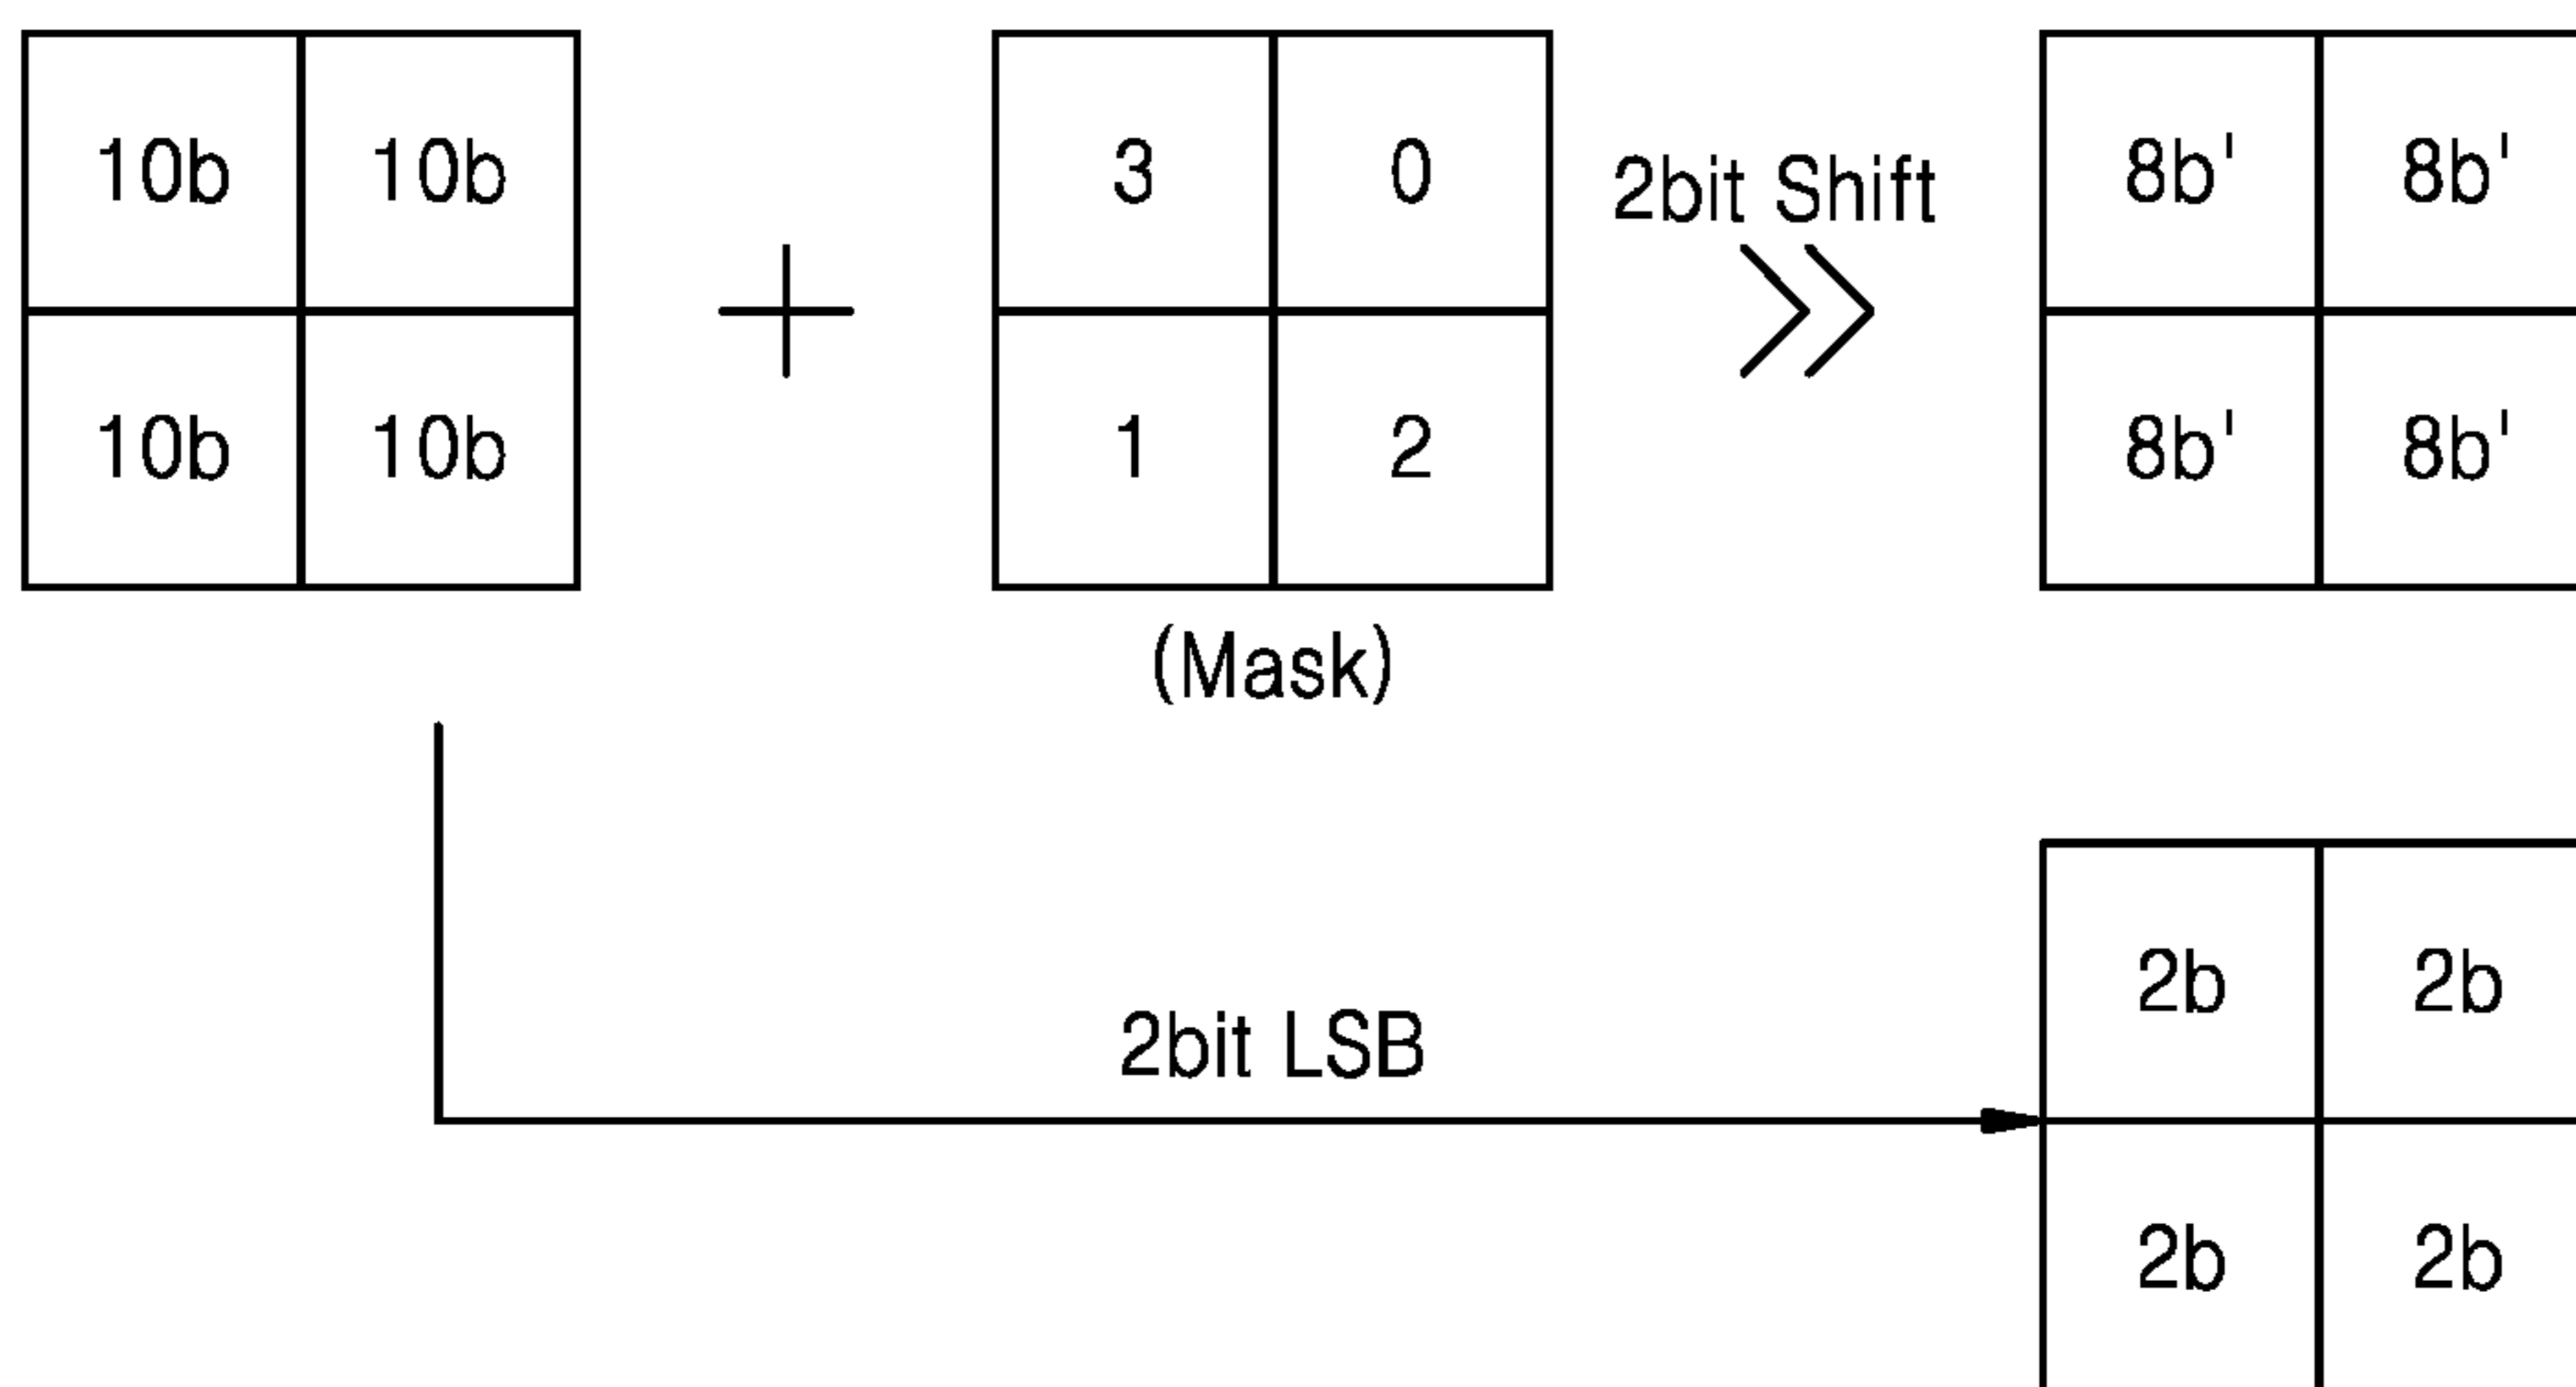 10b 10b 3 0 2bit Shift 8b' 8b'
10b 10b 1 2 8b' 8b'
(Mask)
2b 2b
2bit LSB
2b 2b